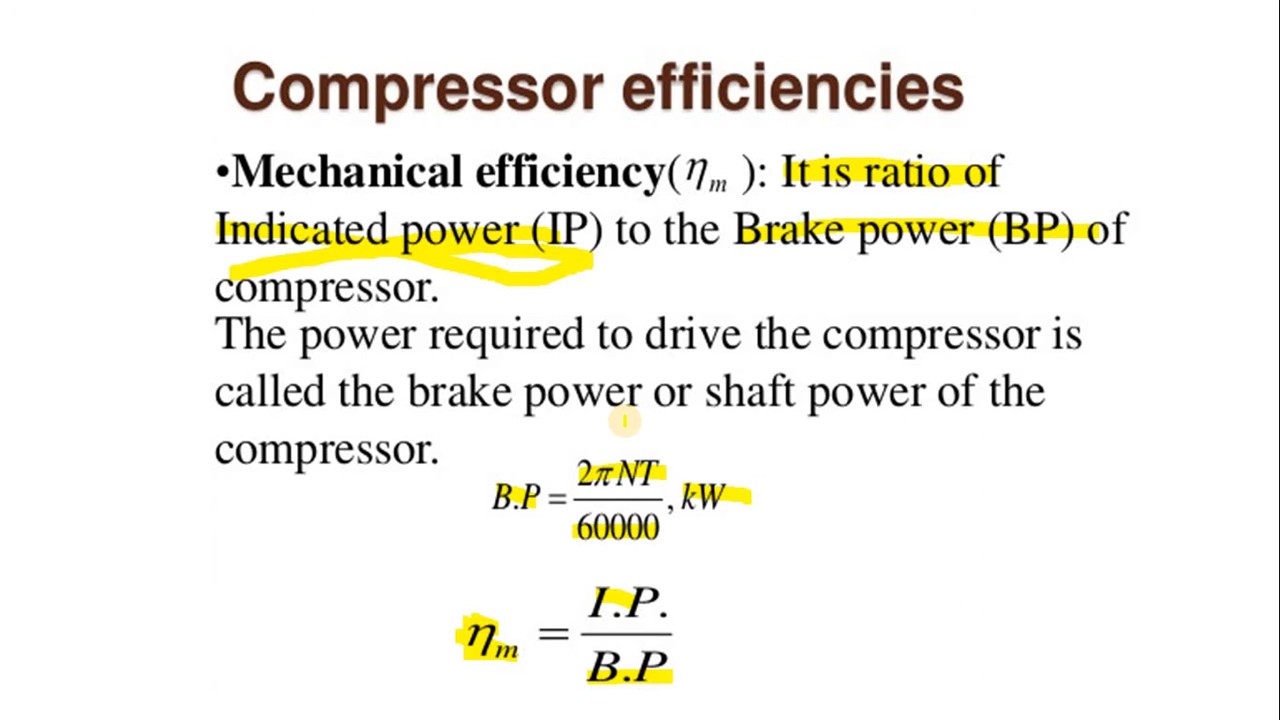 Compressor efficiencies
•Mechanical efficiency(η_m ): It is ratio of
Indicated power (IP) to the Brake power (BP) of
compressor.
The power required to drive the compressor is
called the brake power or shaft power of the
compressor.
B.P = 2πNT / 60000 , kW
η_m = I.P. / B.P